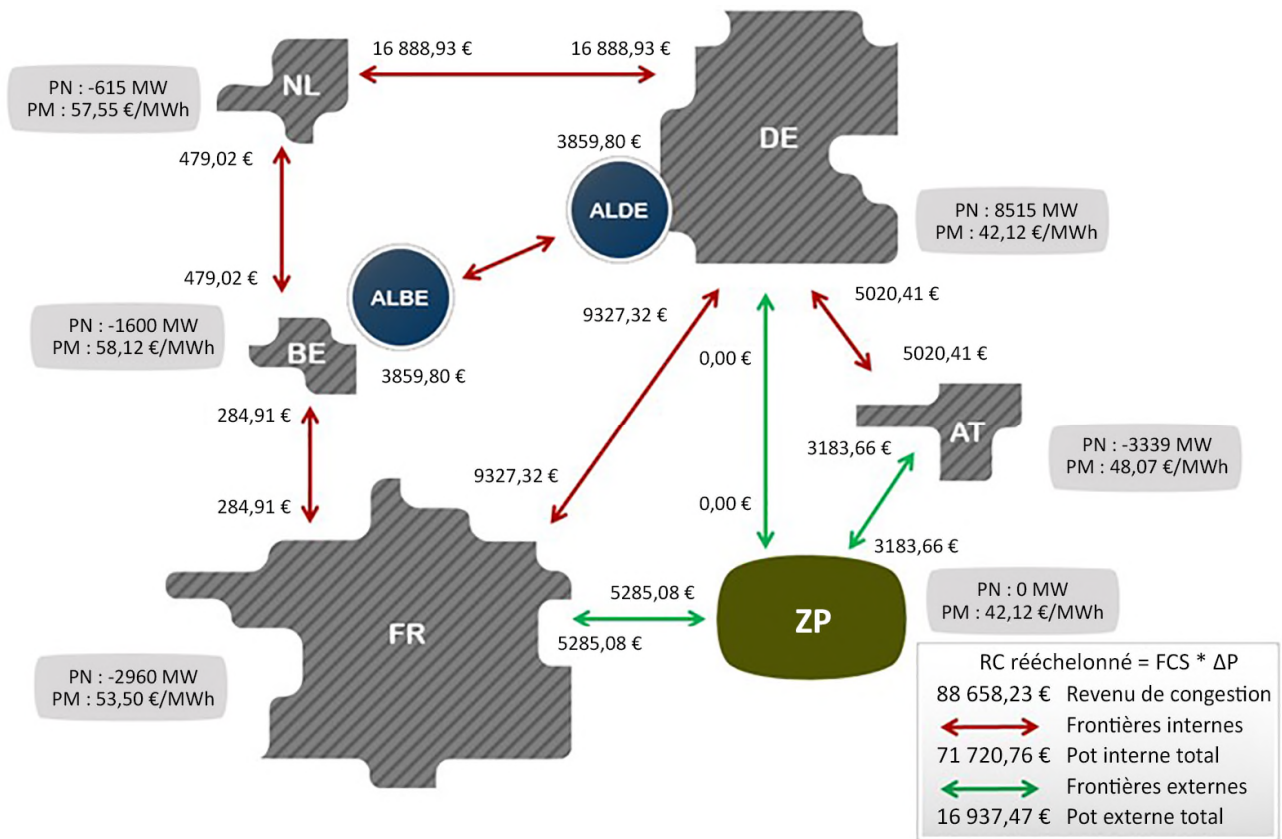 16 888,93 €
16 888,93 €
NL
PN : -615 MW
PM : 57,55 €/MWh
DE
3859,80 €
479,02 €
ALDE
PN : 8515 MW
PM : 42,12 €/MWh
479,02 €
ALBE
9327,32 €
5020,41 €
PN : -1600 MW
PM : 58,12 €/MWh
BE
0,00 €
5020,41 €
3859,80 €
284,91 €
AT
PN : -3339 MW
PM : 48,07 €/MWh
3183,66 €
9327,32 €
284,91 €
0,00 €
3183,66 €
5285,08 €
ZP
PN : 0 MW
PM : 42,12 €/MWh
FR
5285,08 €
PN : -2960 MW
PM : 53,50 €/MWh
RC rééchelonné = FCS * ΔP
88 658,23 € Revenu de congestion
Frontières internes
71 720,76 € Pot interne total
Frontières externes
16 937,47 € Pot externe total